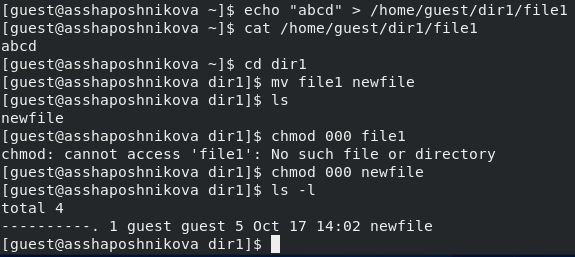 [guest@asshaposhnikova ~]$ echo "abcd" > /home/guest/dir1/file1
[guest@asshaposhnikova ~]$ cat /home/guest/dir1/file1
abcd
[guest@asshaposhnikova ~]$ cd dir1
[guest@asshaposhnikova dir1]$ mv file1 newfile
[guest@asshaposhnikova dir1]$ ls
newfile
[guest@asshaposhnikova dir1]$ chmod 000 file1
chmod: cannot access 'file1': No such file or directory
[guest@asshaposhnikova dir1]$ chmod 000 newfile
[guest@asshaposhnikova dir1]$ ls -l
total 4
----------. 1 guest guest 5 Oct 17 14:02 newfile
[guest@asshaposhnikova dir1]$